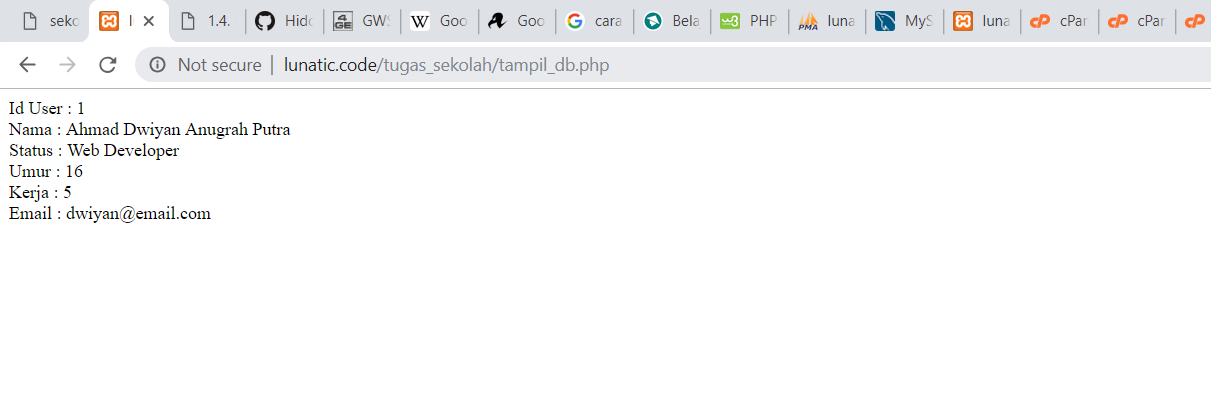 seko
l
1.4.
Hido
GWS
Goo
Goo
cara
Bela
PHP
luna
MyS
luna
cPar
cPar
Not secure | lunatic.code/tugas_sekolah/tampil_db.php
Id User : 1
Nama : Ahmad Dwiyan Anugrah Putra
Status : Web Developer
Umur : 16
Kerja : 5
Email : dwiyan@email.com